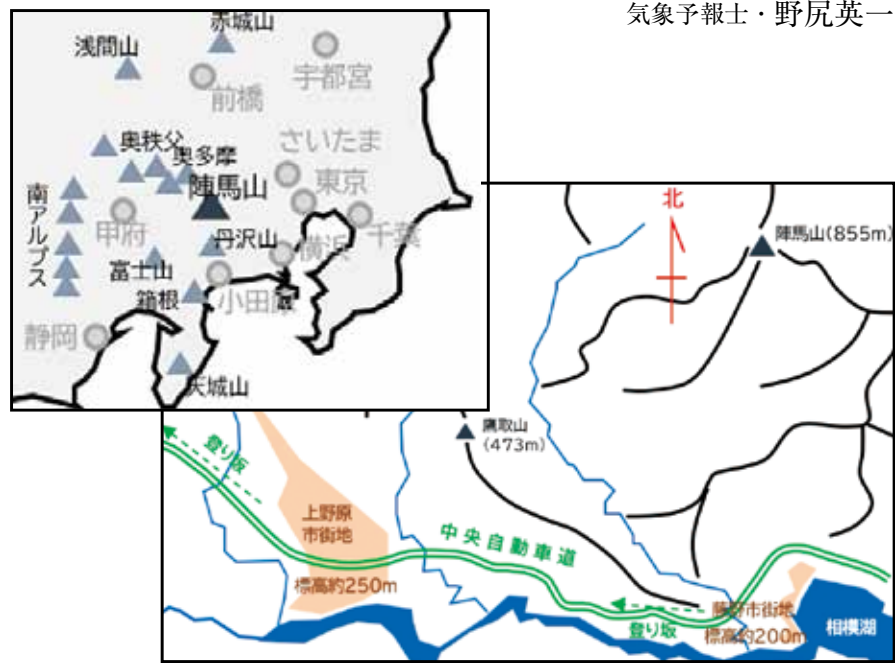 気象予報士・野尻英一
赤城山
浅間山
宇都宮
前橋
奥秩父
さいたま
奥多摩
陣馬山
東京
南アルプス
甲府
千葉
丹沢山
横浜
富士山
箱根
小田原
静岡
天城山
北
陣馬山(855m)
鷹取山
(473m)
登り坂
上野原
市街地
標高約250m
中央自動車道
登り坂
藤野市街地
標高約200m
相模湖